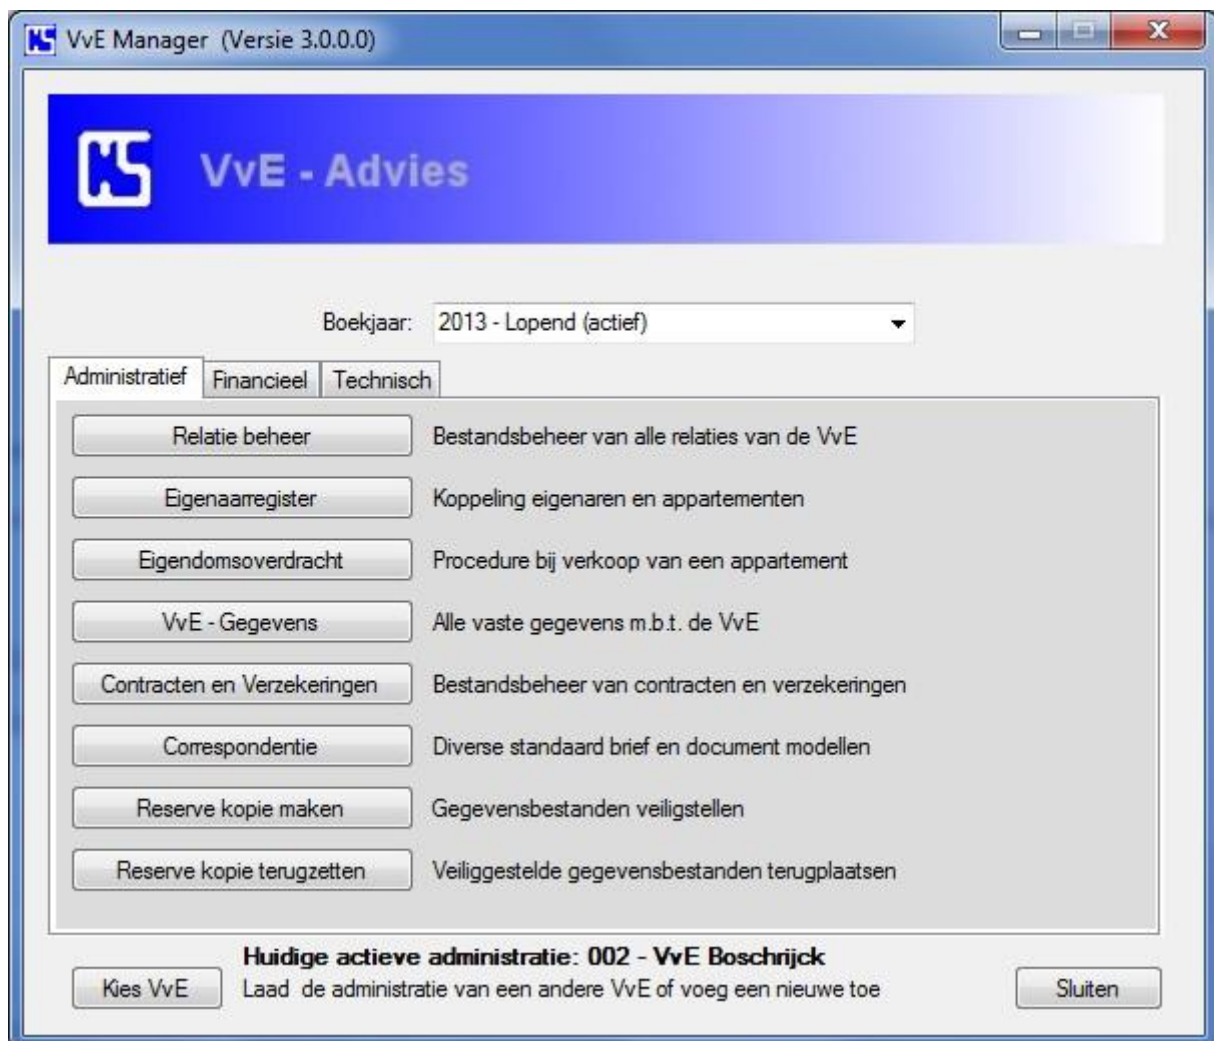 VvE Manager (Versie 3.0.0.0)
VvE - Advies
Boekjaar: 2013 - Lopend (actief)
Administratief Financieel Technisch
Relatie beheer Bestandsbeheer van alle relaties van de VvE
Eigenaarregister Koppeling eigenaren en appartementen
Eigendomsoverdracht Procedure bij verkoop van een appartement
VvE - Gegevens Alle vaste gegevens m.b.t. de VvE
Contracten en Verzekeringen Bestandsbeheer van contracten en verzekeringen
Correspondentie Diverse standaard brief en document modellen
Reserve kopie maken Gegevensbestanden veiligstellen
Reserve kopie terugzetten Veiliggestelde gegevensbestanden terugplaatsen
Huidige actieve administratie: 002 - VvE Boschrijck
Kies VvE Laad de administratie van een andere VvE of voeg een nieuwe toe Sluiten